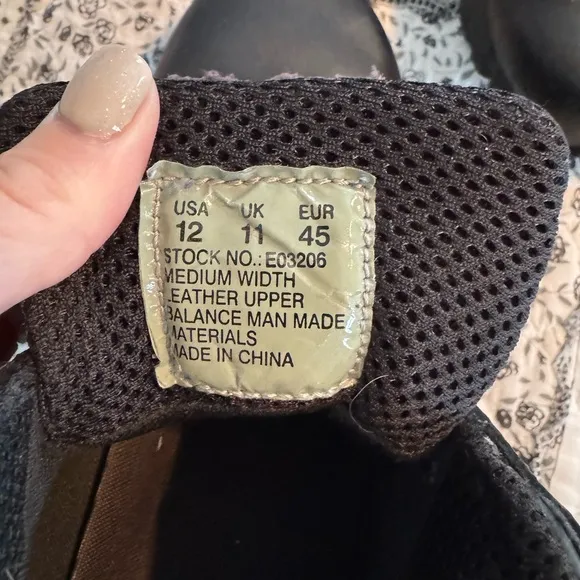 USA UK EUR
12 11 45
STOCK NO.:E03206
MEDIUM WIDTH
LEATHER UPPER
BALANCE MAN MADE
MATERIALS
MADE IN CHINA